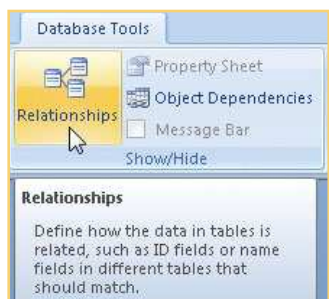 Database Tools
Property Sheet
Object Dependencies
Relationships
Message Bar
Show/Hide
Relationships
Define how the data in tables is
related, such as ID fields or name
fields in different tables that
should match.